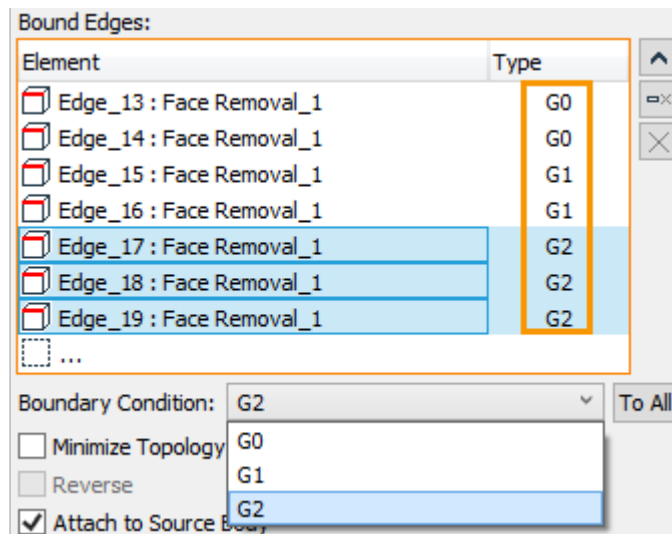 Bound Edges:
Element Type
Edge_13 : Face Removal_1 G0
Edge_14 : Face Removal_1 G0
Edge_15 : Face Removal_1 G1
Edge_16 : Face Removal_1 G1
Edge_17 : Face Removal_1 G2
Edge_18 : Face Removal_1 G2
Edge_19 : Face Removal_1 G2
...
Boundary Condition: G2 To All
Minimize Topology G0
Reverse G1
G2
Attach to Source Body